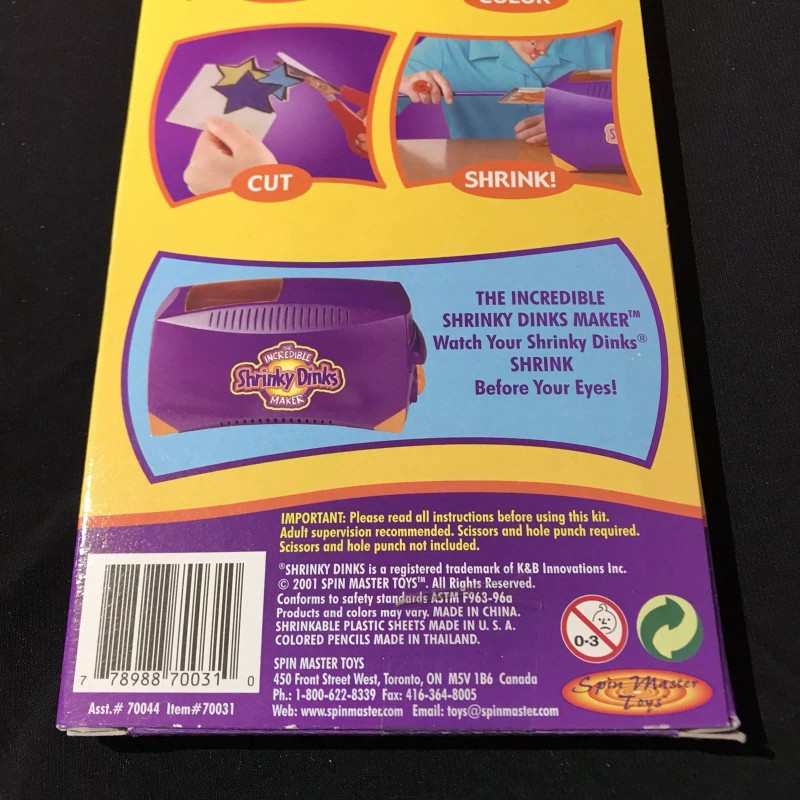 COLOR
CUT
SHRINK!
THE INCREDIBLE
SHRINKY DINKS MAKER™
Watch Your Shrinky Dinks®
SHRINK
Before Your Eyes!
THE
INCREDIBLE
Shrinky Dinks
MAKER
IMPORTANT: Please read all instructions before using this kit.
Adult supervision recommended. Scissors and hole punch required.
Scissors and hole punch not included.
®SHRINKY DINKS is a registered trademark of K&B Innovations Inc.
© 2001 SPIN MASTER TOYS™. All Rights Reserved.
Conforms to safety standards ASTM F963-96a
Products and colors may vary. MADE IN CHINA.
SHRINKABLE PLASTIC SHEETS MADE IN U. S. A.
COLORED PENCILS MADE IN THAILAND.
SPIN MASTER TOYS
450 Front Street West, Toronto, ON M5V 1B6 Canada
Ph.: 1-800-622-8339 Fax: 416-364-8005
Web: www.spinmaster.com Email: toys@spinmaster.com
7 78988 70031 0
Asst.# 70044 Item#70031
0-3
Spin Master
Toys